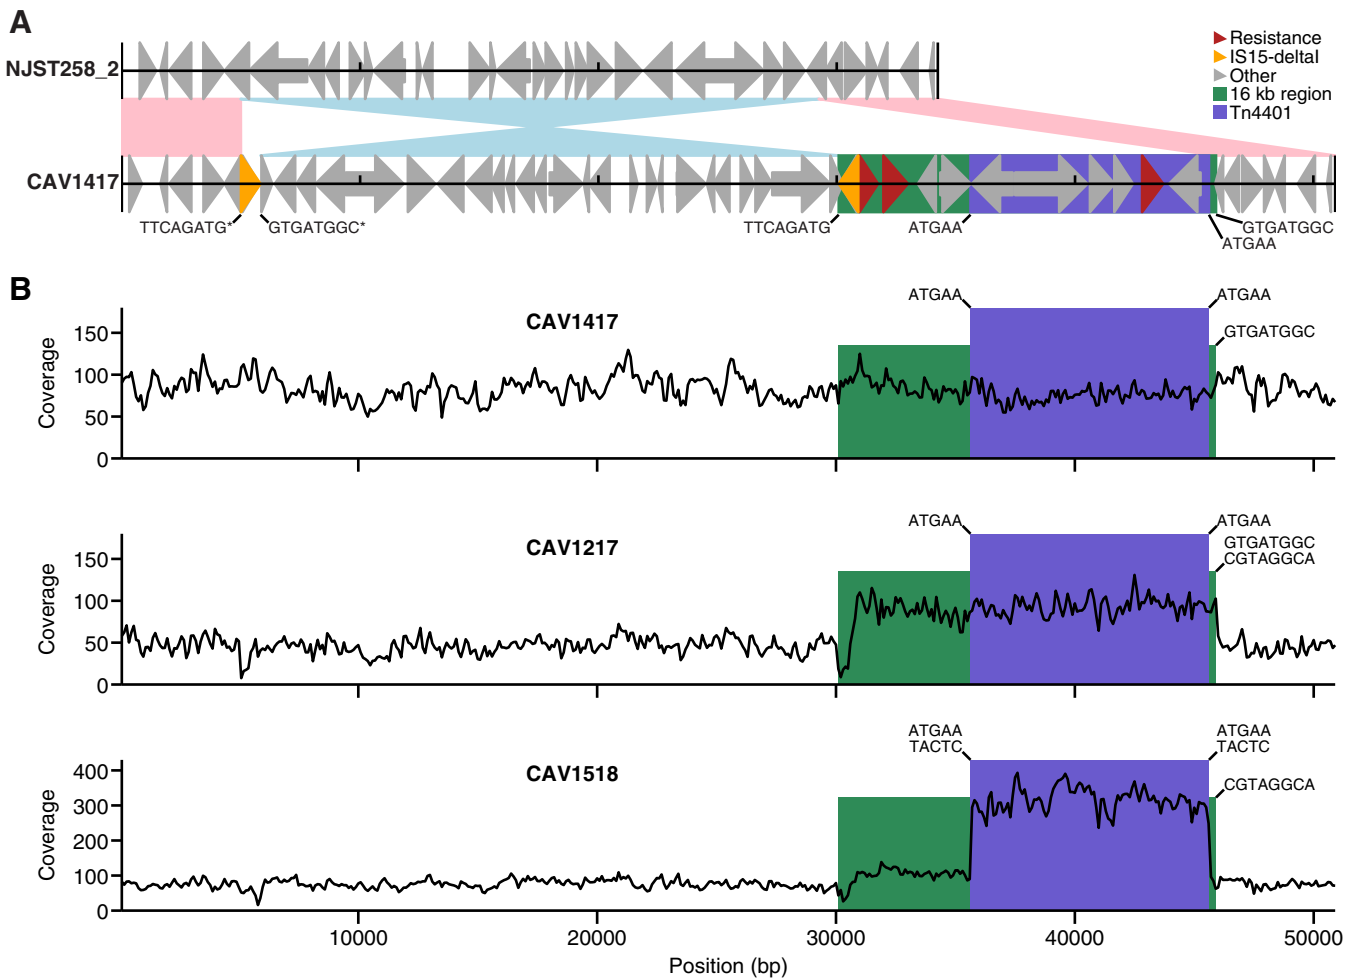 A
NJST258_2
Resistance
IS15-deltaI
Other
16 kb region
Tn4401
CAV1417
TTCAGATG*
GTGATGGC*
TTCAGATG
ATGAA
GTGATGGC
ATGAA
B
ATGAA
ATGAA
CAV1417
GTGATGGC
Coverage
150
100
50
0
ATGAA
ATGAA
CAV1217
GTGATGGC
CGTAGGCA
Coverage
150
100
50
0
ATGAA
TACTC
ATGAA
TACTC
CAV1518
CGTAGGCA
Coverage
400
300
200
100
0
10000 20000 30000 40000 50000
Position (bp)